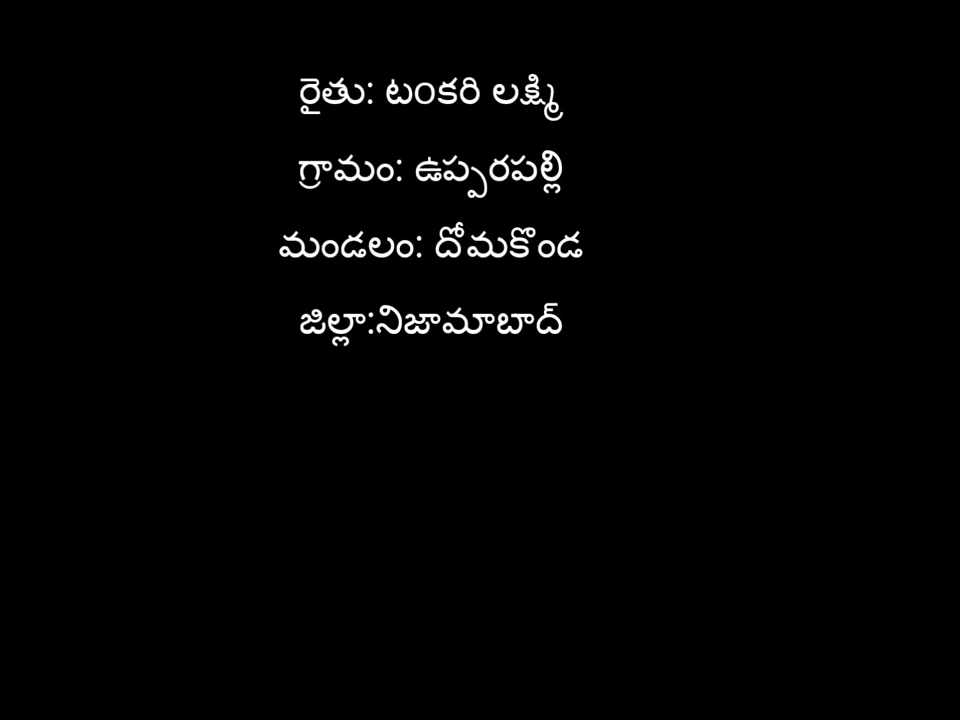 రైతు: టంకరి లక్ష్మి
గ్రామం: ఉప్పరపల్లి
మండలం: దోమకొండ
జిల్లా:నిజామాబాద్